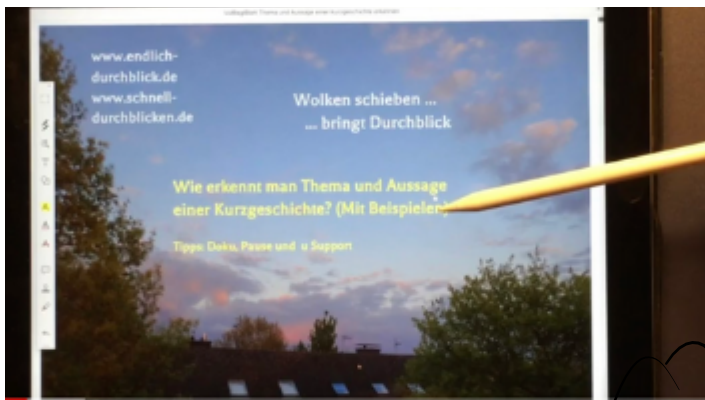 www.endlich-
durchblick.de
www.schnell-
durchblicken.de
Wolken schieben ...
.... bringt Durchblick
Wie erkennt man Thema und Aussage
einer Kurzgeschichte? (Mit Beispielen)
Tipps: Doku, Pause und u Support